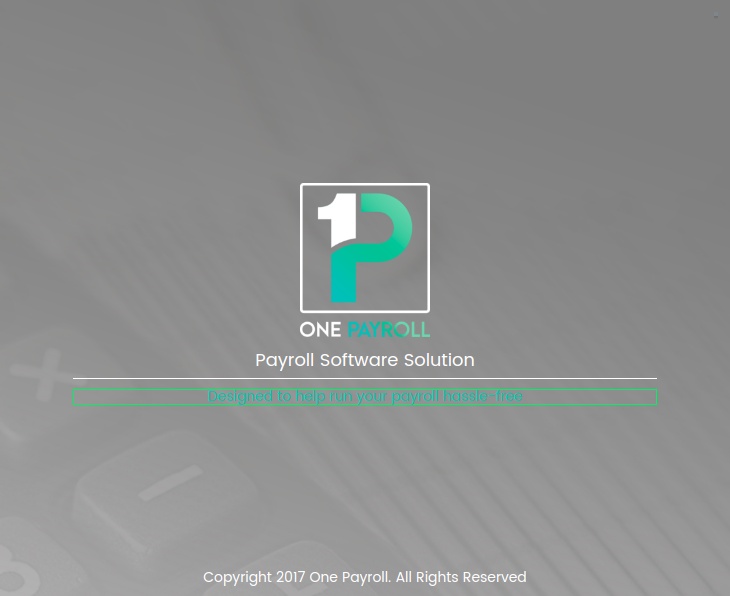 1P
ONE PAYROLL
Payroll Software Solution
Designed to help run your payroll hassle-free
Copyright 2017 One Payroll. All Rights Reserved